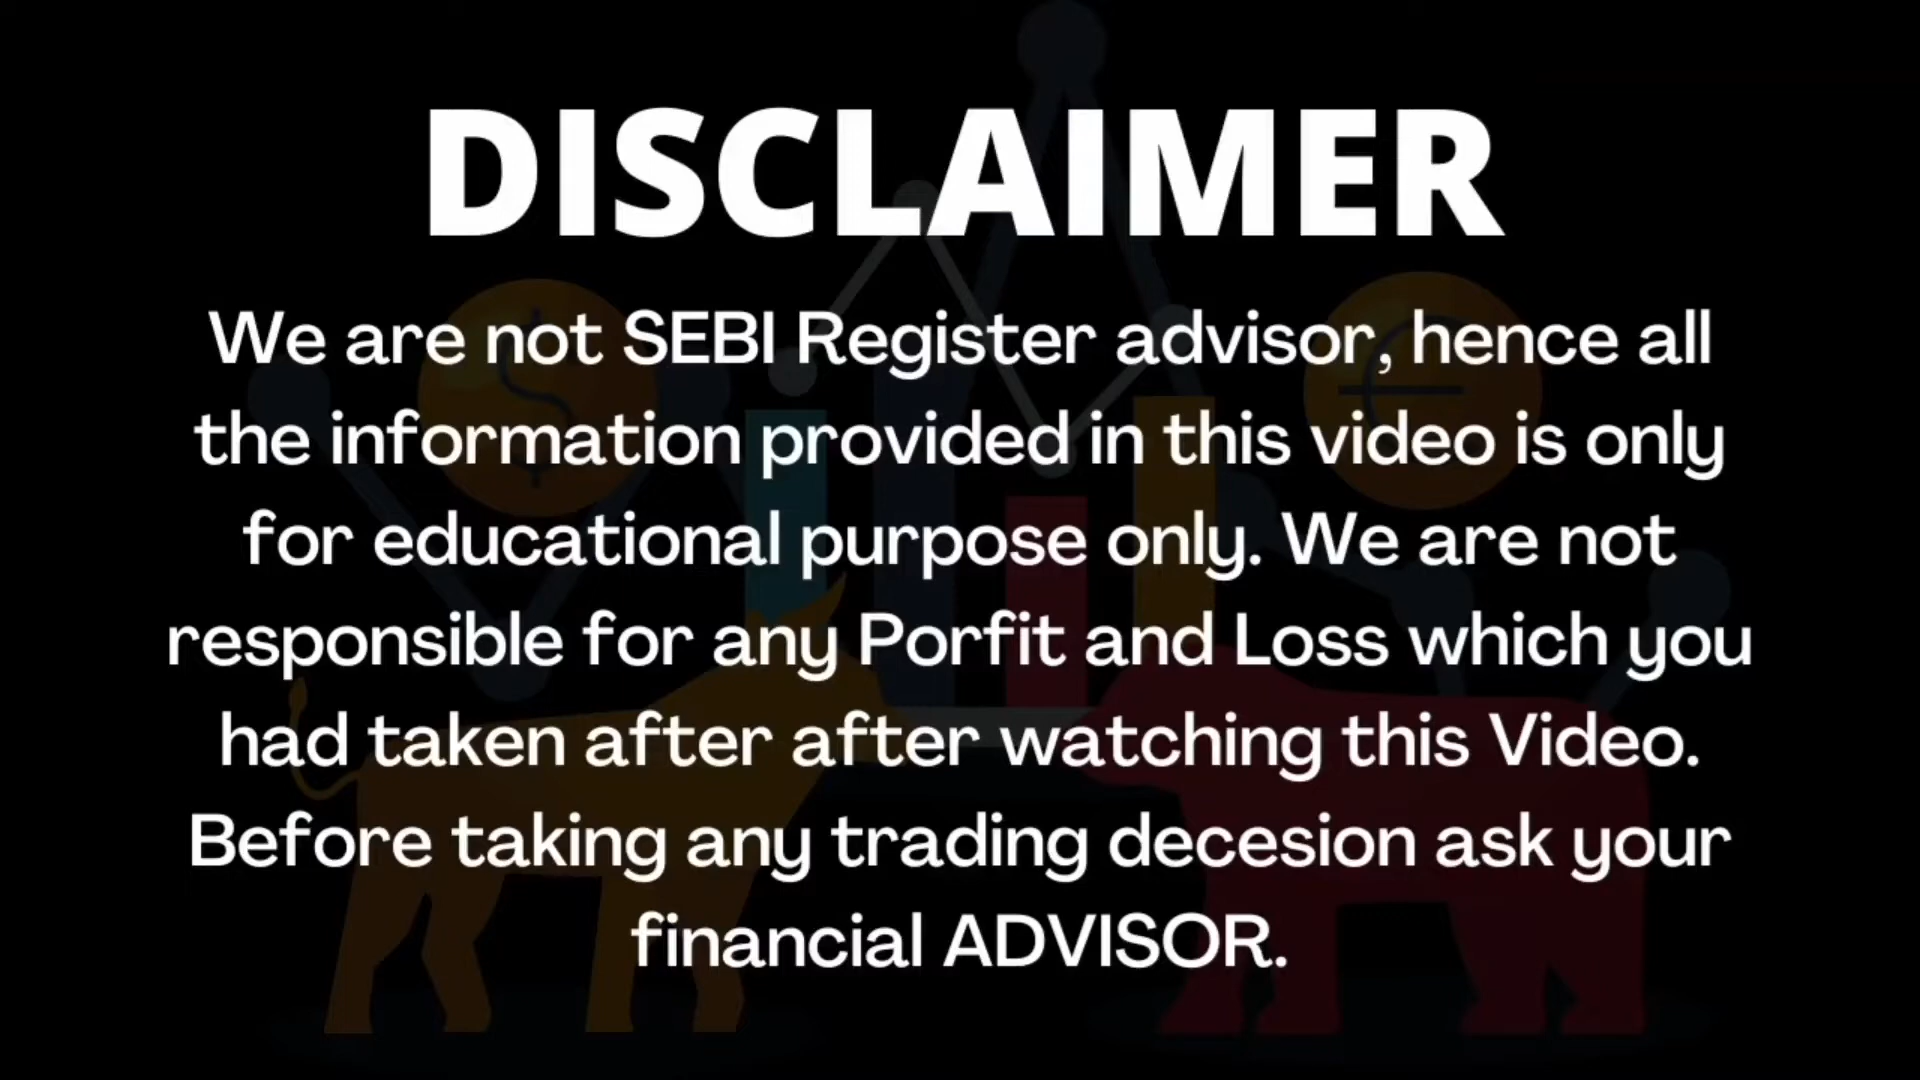 DISCLAIMER
We are not SEBI Register advisor, hence all
the information provided in this video is only
for educational purpose only. We are not
responsible for any Porfit and Loss which you
had taken after after watching this Video.
Before taking any trading decesion ask your
financial ADVISOR.